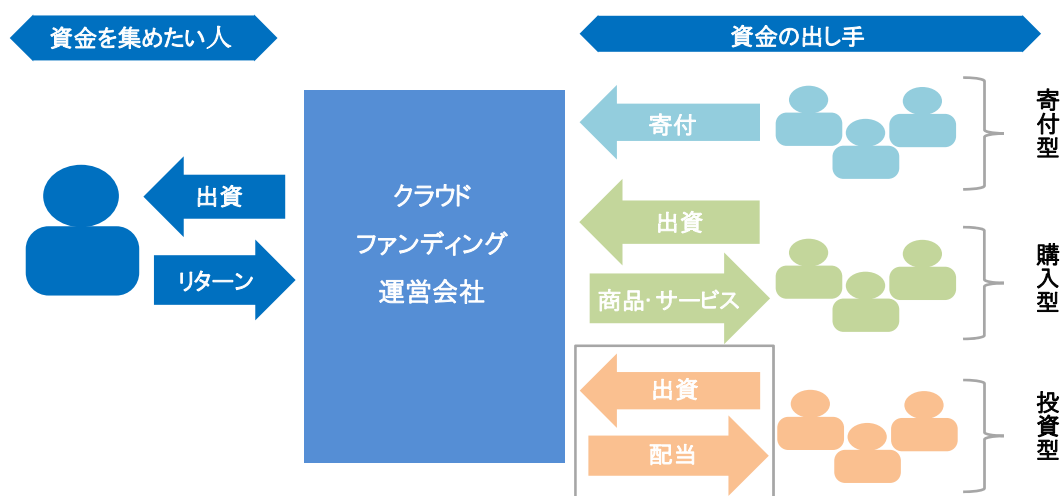 資金を集めたい人
資金の出し手
出資
リターン
クラウド
ファンディング
運営会社
寄付
寄付型
出資
商品・サービス
購入型
出資
配当
投資型